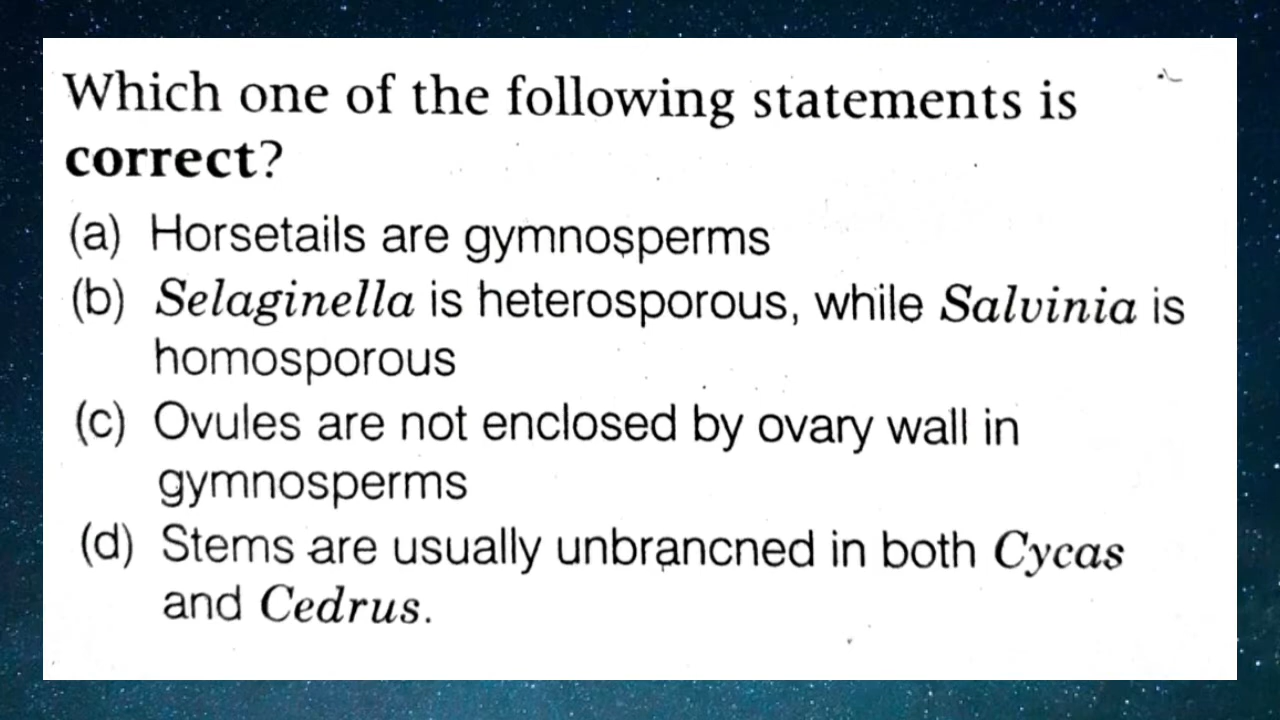 Which one of the following statements is
correct?
(a) Horsetails are gymnosperms
(b) Selaginella is heterosporous, while Salvinia is
homosporous
(c) Ovules are not enclosed by ovary wall in
gymnosperms
(d) Stems are usually unbrancned in both Cycas
and Cedrus.